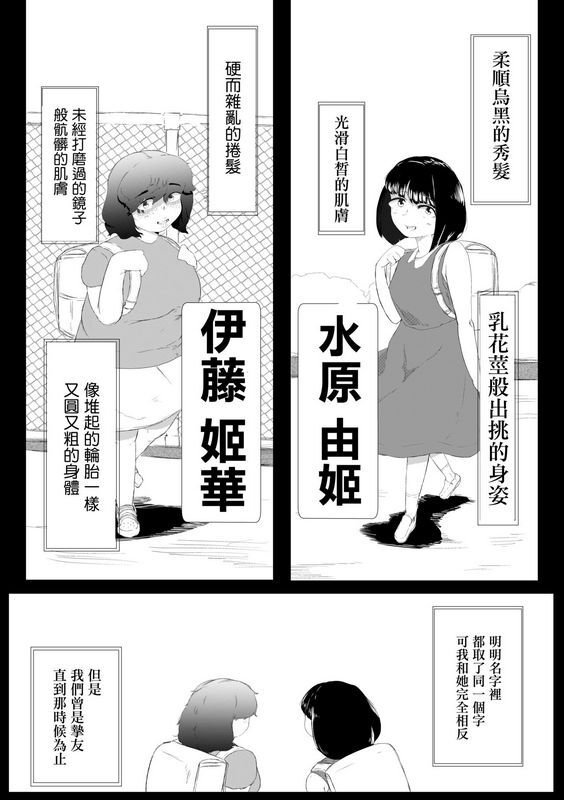 柔順烏黑的秀髮
光滑白皙的肌膚
乳花莖般出挑的身姿
水原 由姬
硬而雜亂的捲髮
未經打磨過的鏡子
般骯髒的肌膚
伊藤 姬華
像堆起的輪胎一樣
又圓又粗的身體
明明名字裡
都取了同一個字
可我和她完全相反
但是
我們曾是摯友
直到那時候為止